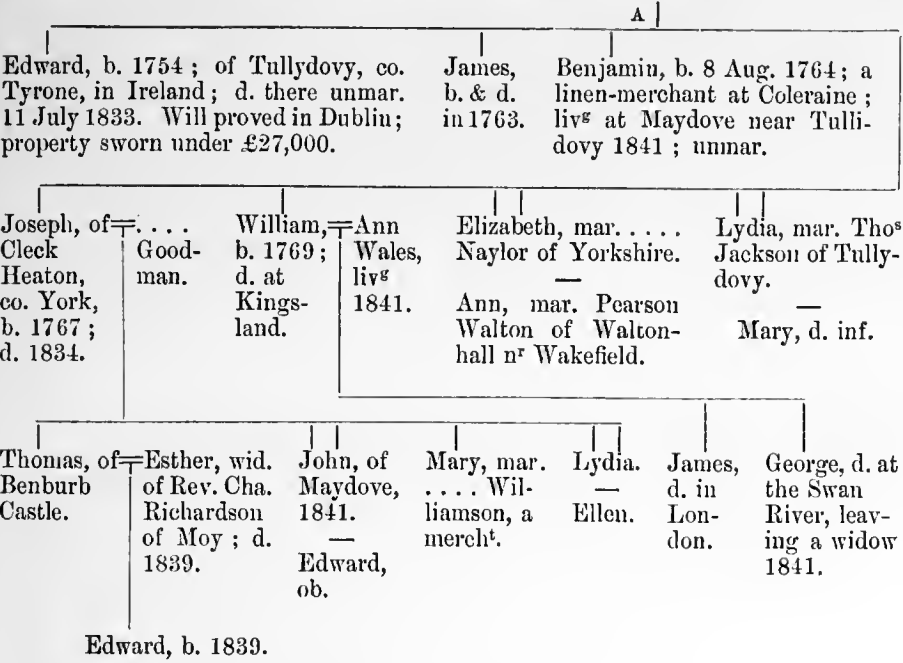 A
Edward, b. 1754 ; of Tullydovy, co.
Tyrone, in Ireland ; d. there unmar.
11 July 1833. Will proved in Dublin ;
property sworn under £27,000.
James,
b. & d.
in 1763.
Benjamin, b. 8 Aug. 1764 ; a
linen-merchant at Coleraine ;
livᵍ at Maydove near Tulli-
dovy 1841 ; unmar.
Joseph, of
Cleck
Heaton,
co. York,
b. 1767 ;
d. 1834.
. . . .
Good-
man.
William,
b. 1769 ;
d. at
Kings-
land.
Ann
Wales,
livᵍ
1841.
Elizabeth, mar. . . . .
Naylor of Yorkshire.
—
Ann, mar. Pearson
Walton of Walton-
hall nʳ Wakefield.
Lydia, mar. Thoˢ
Jackson of Tully-
dovy.
—
Mary, d. inf.
Thomas, of
Benburb
Castle.
Esther, wid.
of Rev. Cha.
Richardson
of Moy ; d.
1839.
John, of
Maydove,
1841.
—
Edward,
ob.
Mary, mar.
. . . . Wil-
liamson, a
merchᵗ.
Lydia.
—
Ellen.
James,
d. in
Lon-
don.
George, d. at
the Swan
River, leav-
ing a widow
1841.
Edward, b. 1839.